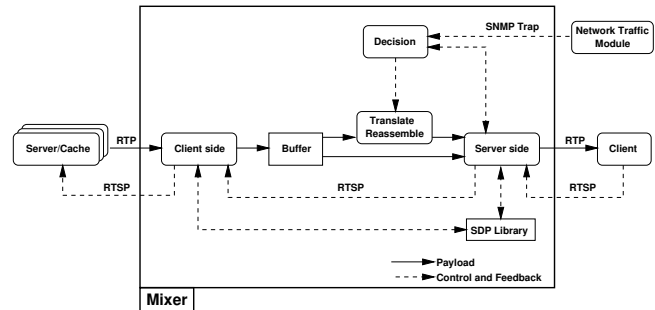 SNMP Trap
Network Traffic
Module
Decision
Translate
Reassemble
Server/Cache
RTP
Client side
Buffer
Server side
RTP
Client
RTSP
RTSP
RTSP
SDP Library
Payload
Control and Feedback
Mixer